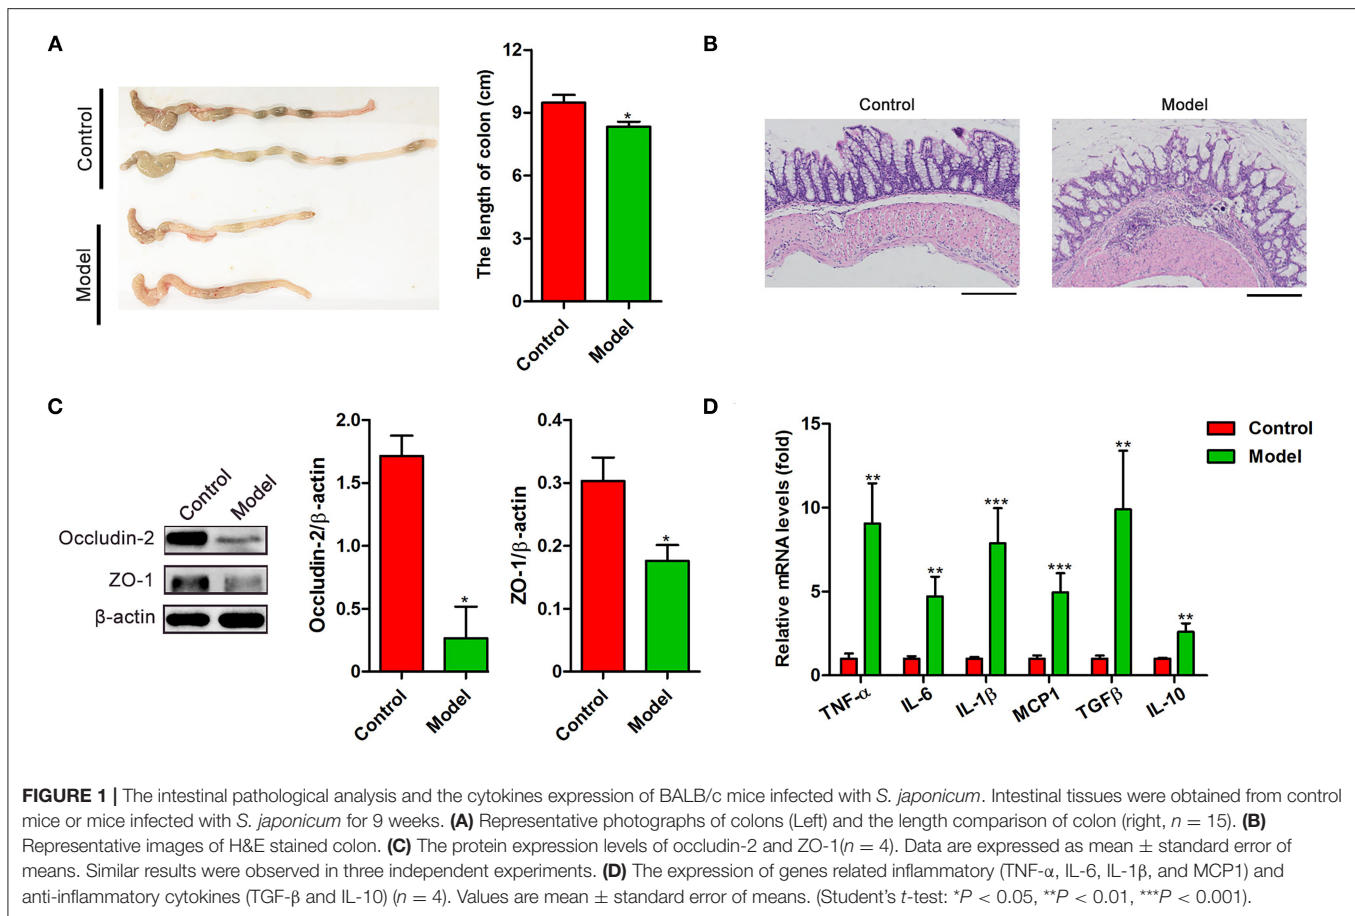 A
Control
Model
The length of colon (cm)
12
9
6
3
0
*
Control
Model
B
Control
Model
C
Control
Model
Occludin-2
ZO-1
β-actin
Occludin-2/β-actin
2.0
1.5
1.0
0.5
0
*
Control
Model
ZO-1/β-actin
0.4
0.3
0.2
0.1
0
*
Control
Model
D
Relative mRNA levels (fold)
15
10
5
0
**
**
***
***
**
**
TNF-α
IL-6
IL-1β
MCP1
TGFβ
IL-10
Control
Model
FIGURE 1 | The intestinal pathological analysis and the cytokines expression of BALB/c mice infected with S. japonicum. Intestinal tissues were obtained from control
mice or mice infected with S. japonicum for 9 weeks. (A) Representative photographs of colons (Left) and the length comparison of colon (right, n = 15). (B)
Representative images of H&E stained colon. (C) The protein expression levels of occludin-2 and ZO-1(n = 4). Data are expressed as mean ± standard error of
means. Similar results were observed in three independent experiments. (D) The expression of genes related inflammatory (TNF-α, IL-6, IL-1β, and MCP1) and
anti-inflammatory cytokines (TGF-β and IL-10) (n = 4). Values are mean ± standard error of means. (Student's t-test: *P < 0.05, **P < 0.01, ***P < 0.001).